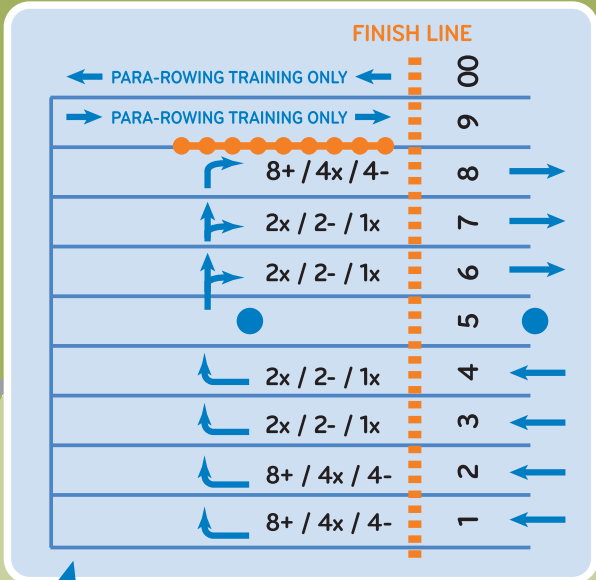 FINISH LINE
PARA-ROWING TRAINING ONLY 00
PARA-ROWING TRAINING ONLY 9
8+ / 4x / 4- 8
2x / 2- / 1x 7
2x / 2- / 1x 6
5
2x / 2- / 1x 4
2x / 2- / 1x 3
8+ / 4x / 4- 2
8+ / 4x / 4- 1